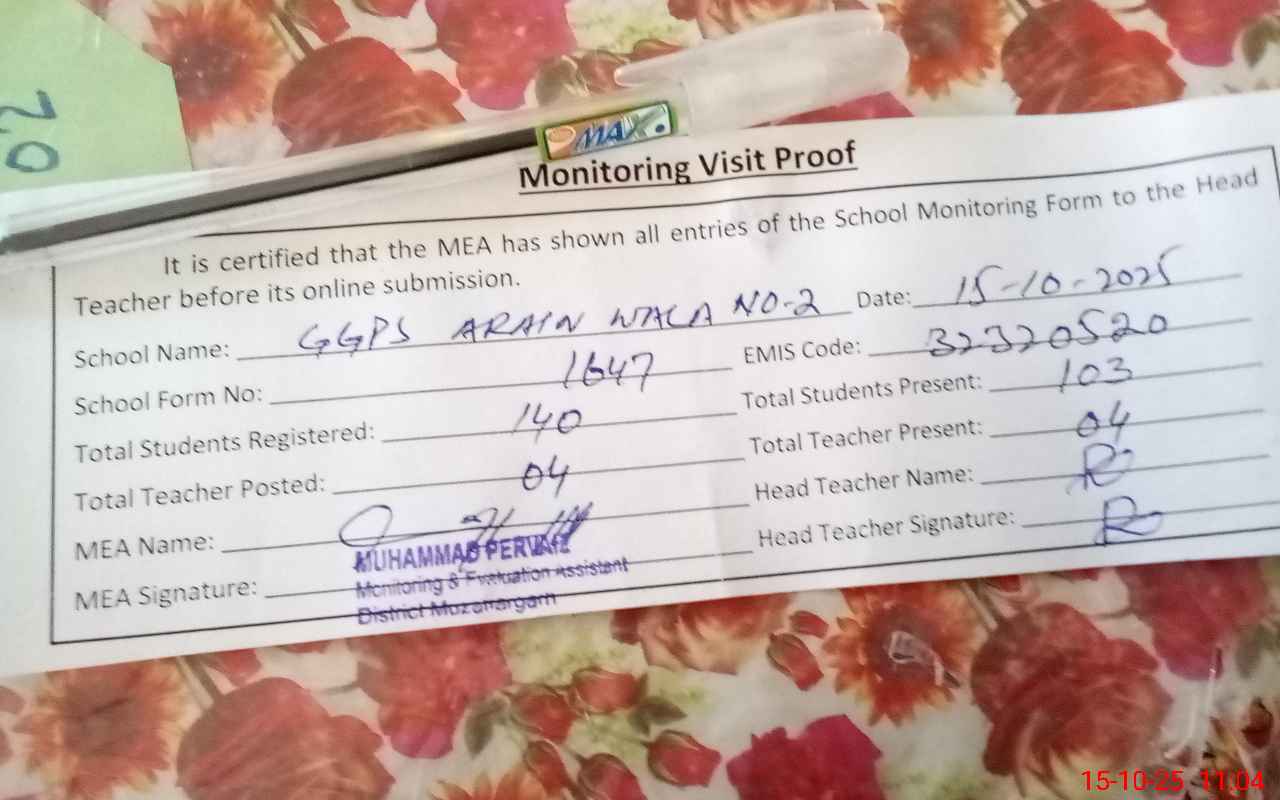 20
OMAX
Monitoring Visit Proof
It is certified that the MEA has shown all entries of the School Monitoring Form to the Head
Teacher before its online submission.
School Name: GGPS ARAIN WALA NO-2 Date: 15-10-2025
School Form No: 1647 EMIS Code: 32320520
Total Students Registered: 140 Total Students Present: 103
Total Teacher Posted: 04 Total Teacher Present: 04
MEA Name: Head Teacher Name:
MEA Signature: Head Teacher Signature:
MUHAMMAD PERVAIZ
Monitoring & Evaluation Assistant
District Muzaffargarh
15-10-25 11:04